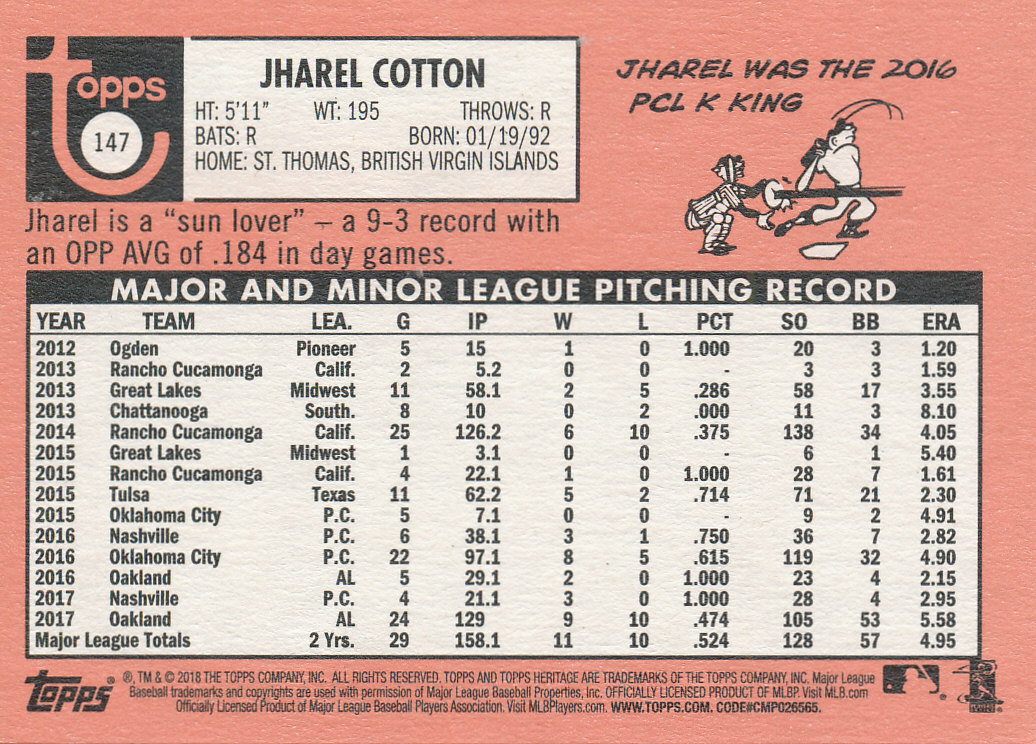 topps
147
JHAREL COTTON
HT: 5'11" WT: 195 THROWS: R
BATS: R BORN: 01/19/92
HOME: ST. THOMAS, BRITISH VIRGIN ISLANDS
JHAREL WAS THE 2016
PCL K KING
Jharel is a "sun lover" – a 9-3 record with
an OPP AVG of .184 in day games.
MAJOR AND MINOR LEAGUE PITCHING RECORD
YEAR TEAM LEA. G IP W L PCT SO BB ERA
2012 Ogden Pioneer 5 15 1 0 1.000 20 3 1.20
2013 Rancho Cucamonga Calif. 2 5.2 0 0 - 3 3 1.59
2013 Great Lakes Midwest 11 58.1 2 5 .286 58 17 3.55
2013 Chattanooga South. 8 10 0 2 .000 11 3 8.10
2014 Rancho Cucamonga Calif. 25 126.2 6 10 .375 138 34 4.05
2015 Great Lakes Midwest 1 3.1 0 0 - 6 1 5.40
2015 Rancho Cucamonga Calif. 4 22.1 1 0 1.000 28 7 1.61
2015 Tulsa Texas 11 62.2 5 2 .714 71 21 2.30
2015 Oklahoma City P.C. 5 7.1 0 0 - 9 2 4.91
2016 Nashville P.C. 6 38.1 3 1 .750 36 7 2.82
2016 Oklahoma City P.C. 22 97.1 8 5 .615 119 32 4.90
2016 Oakland AL 5 29.1 2 0 1.000 23 4 2.15
2017 Nashville P.C. 4 21.1 3 0 1.000 28 4 2.95
2017 Oakland AL 24 129 9 10 .474 105 53 5.58
Major League Totals 2 Yrs. 29 158.1 11 10 .524 128 57 4.95
topps ® ®, TM & © 2018 THE TOPPS COMPANY, INC. ALL RIGHTS RESERVED. TOPPS AND TOPPS HERITAGE ARE TRADEMARKS OF THE TOPPS COMPANY, INC. Major League
Baseball trademarks and copyrights are used with permission of Major League Baseball Properties, Inc. OFFICIALLY LICENSED PRODUCT OF MLBP. Visit MLB.com
Officially Licensed Product of Major League Baseball Players Association. Visit MLBPlayers.com. WWW.TOPPS.COM. CODE#CMP026565.